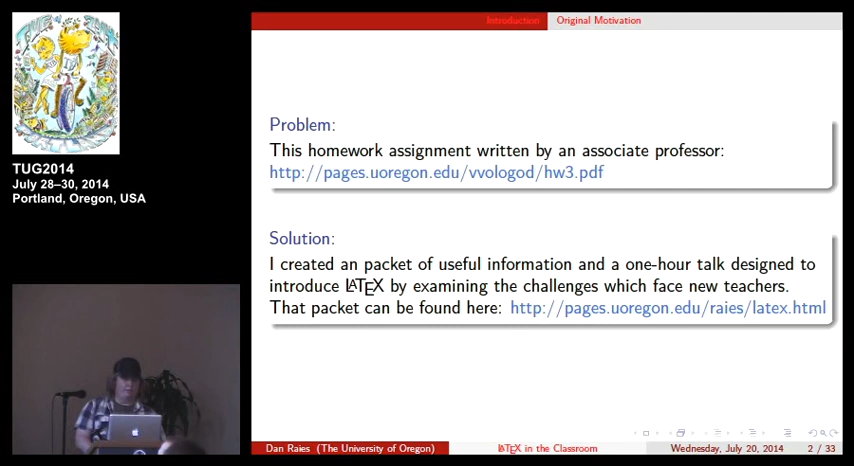 TUG2014
July 28–30, 2014
Portland, Oregon, USA
Introduction
Original Motivation
Problem:
This homework assignment written by an associate professor:
http://pages.uoregon.edu/vvologod/hw3.pdf
Solution:
I created an packet of useful information and a one-hour talk designed to
introduce LATEX by examining the challenges which face new teachers.
That packet can be found here: http://pages.uoregon.edu/raies/latex.html
Dan Raies (The University of Oregon)
LATEX in the Classroom
Wednesday, July 20, 2014
2 / 33